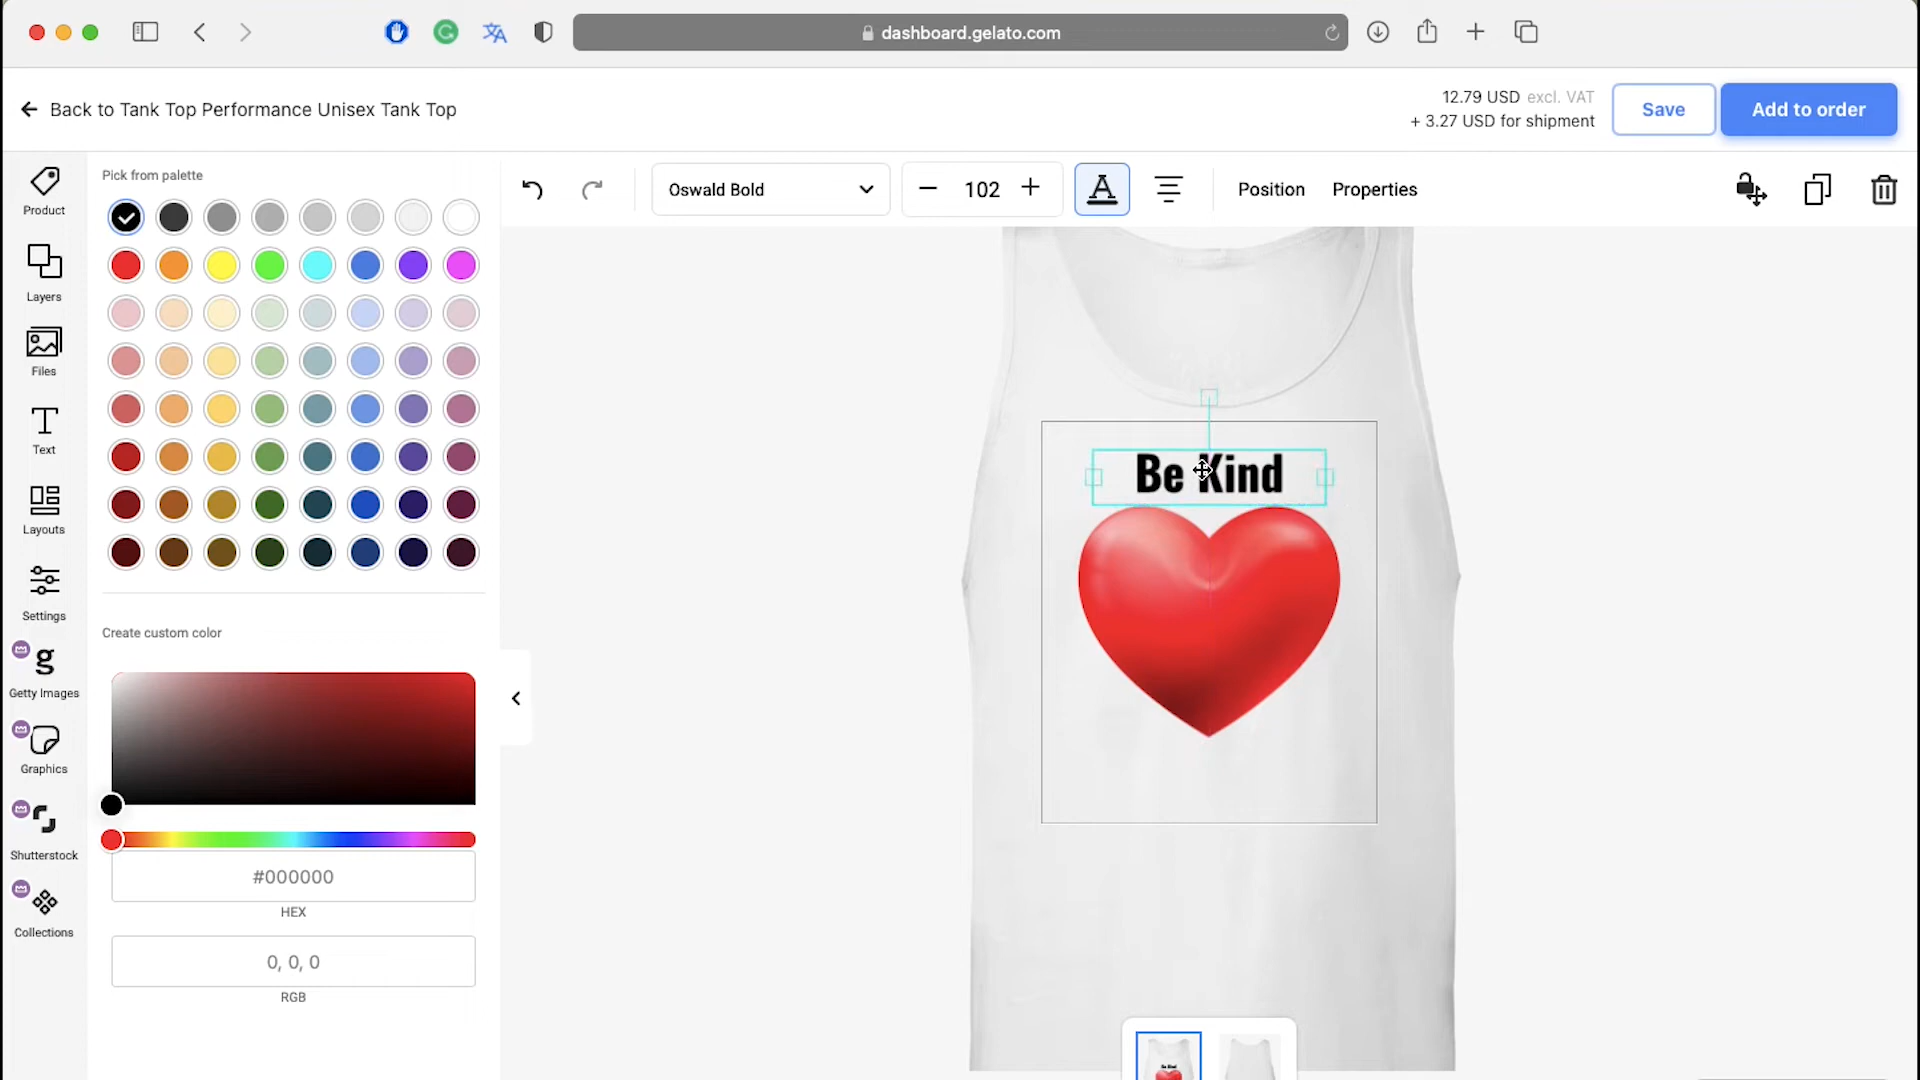 dashboard.gelato.com
Back to Tank Top Performance Unisex Tank Top
12.79 USD excl. VAT
+ 3.27 USD for shipment
Save
Add to order
Product
Layers
Files
Text
Layouts
Settings
Getty Images
Graphics
Shutterstock
Collections
Pick from palette
Create custom color
#000000
HEX
0, 0, 0
RGB
Oswald Bold
102
Position
Properties
Be Kind
Be Kind